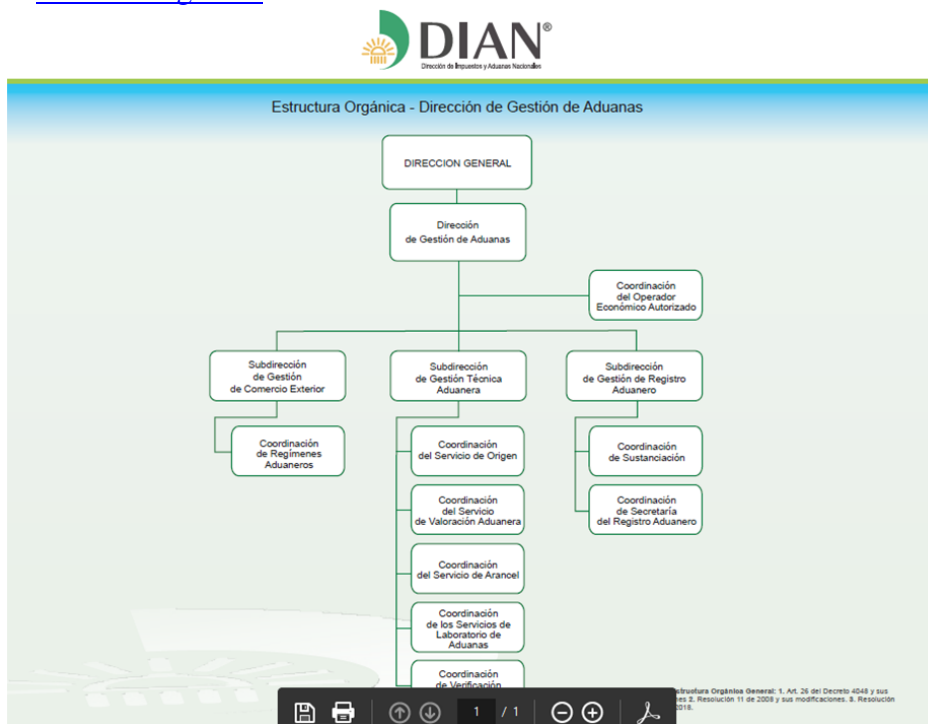 DIAN®
Dirección de Impuestos y Aduanas Nacionales
Estructura Orgánica - Dirección de Gestión de Aduanas
DIRECCION GENERAL
Dirección
de Gestión de Aduanas
Coordinación
del Operador
Económico Autorizado
Subdirección
de Gestión
de Comercio Exterior
Subdirección
de Gestión Técnica
Aduanera
Subdirección
de Gestión de Registro
Aduanero
Coordinación
de Regímenes
Aduaneros
Coordinación
del Servicio de Origen
Coordinación
de Sustanciación
Coordinación
del Servicio
de Valoración Aduanera
Coordinación
de Secretaría
del Registro Aduanero
Coordinación
del Servicio de Arancel
Coordinación
de los Servicios de
Laboratorio de
Aduanas
Coordinación
de Verificación
structura Orgánica General: 1. Art. 26 del Decreto 4048 y sus
nes 2. Resolución 11 de 2008 y sus modificaciones. 3. Resolución
2018.
1 / 1